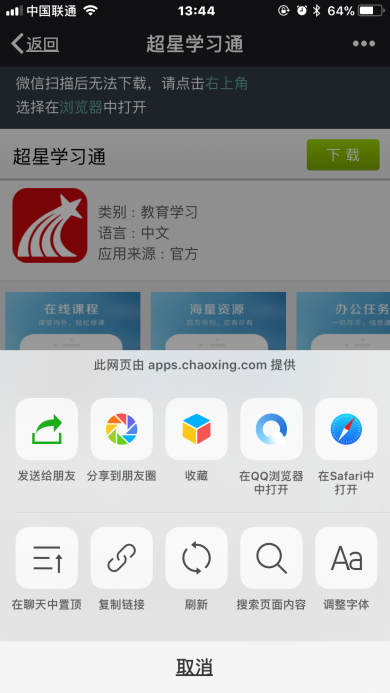 中国联通
13:44
64%
返回
超星学习通
微信扫描后无法下载，请点击右上角
选择在浏览器中打开
超星学习通
下 载
类别：教育学习
语言：中文
应用来源：官方
在线课程
海星资源
办公任务
此网页由 apps.chaoxing.com 提供
发送给朋友
分享到朋友圈
收藏
在QQ浏览器
中打开
在Safari中
打开
在聊天中置顶
复制链接
刷新
搜索页面内容
调整字体
取消